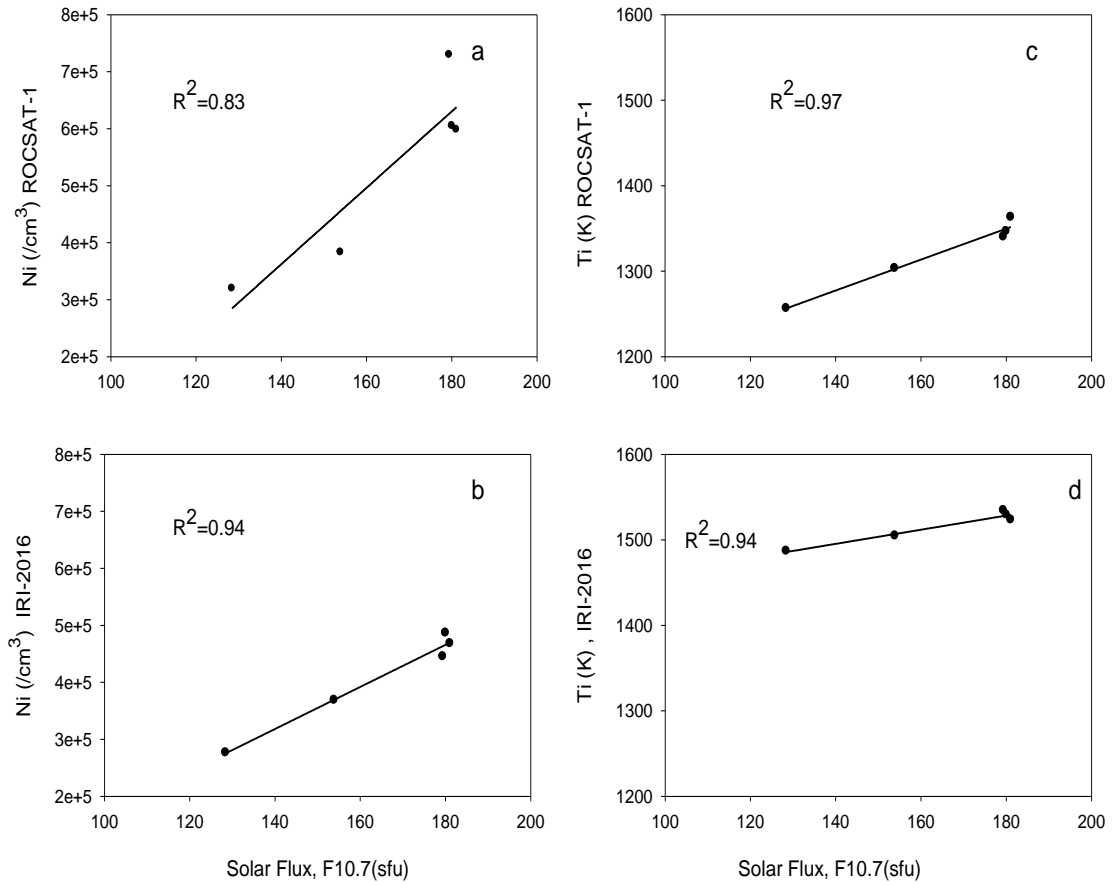 8e+5
7e+5
6e+5
5e+5
4e+5
3e+5
2e+5
Ni (/cm³) ROCSAT-1
a
R²=0.83
100 120 140 160 180 200
1600
1500
1400
1300
1200
Ti (K) ROCSAT-1
c
R²=0.97
100 120 140 160 180 200
8e+5
7e+5
6e+5
5e+5
4e+5
3e+5
2e+5
Ni (/cm³) IRI-2016
b
R²=0.94
100 120 140 160 180 200
Solar Flux, F10.7(sfu)
1600
1500
1400
1300
1200
Ti (K) , IRI-2016
d
R²=0.94
100 120 140 160 180 200
Solar Flux, F10.7(sfu)